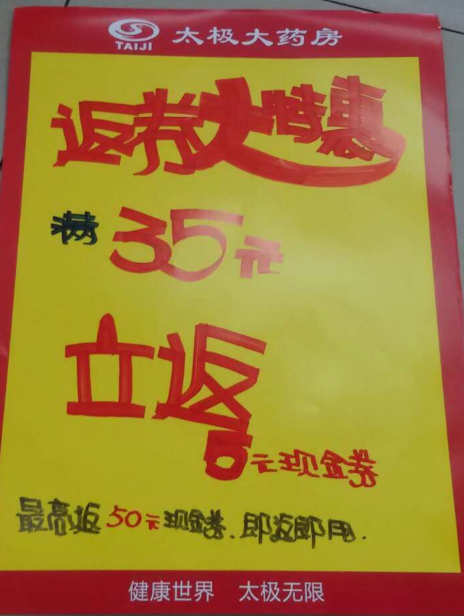 TAIJI 太极大药房
返券大特惠
满35元
立返
5元现金券
最高返50元现金券.即返即用.
健康世界 太极无限